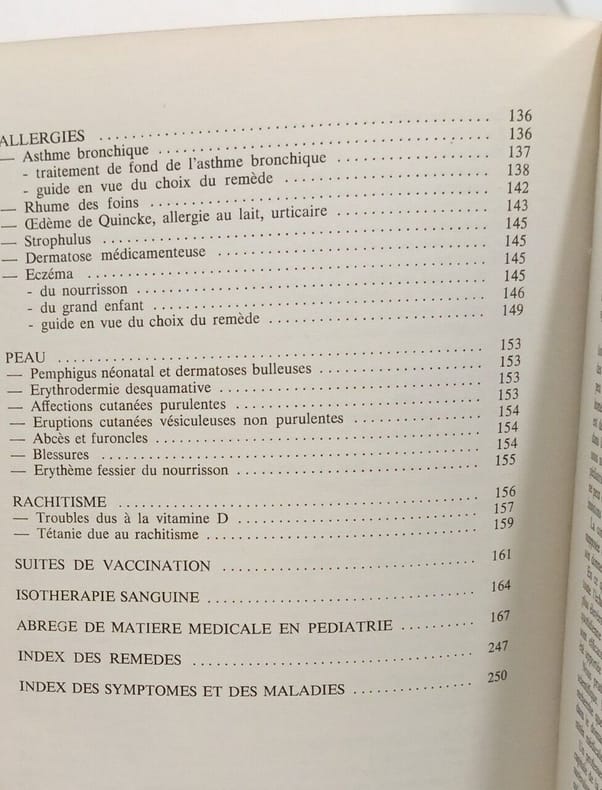 ALLERGIES .......... 136
— Asthme bronchique .......... 136
- traitement de fond de l'asthme bronchique .......... 137
- guide en vue du choix du remède .......... 138
— Rhume des foins .......... 142
— Œdème de Quincke, allergie au lait, urticaire .......... 143
— Strophulus .......... 145
— Dermatose médicamenteuse .......... 145
— Eczéma .......... 145
- du nourrisson .......... 145
- du grand enfant .......... 146
- guide en vue du choix du remède .......... 149
PEAU .......... 153
— Pemphigus néonatal et dermatoses bulleuses .......... 153
— Erythrodermie desquamative .......... 153
— Affections cutanées purulentes .......... 153
— Eruptions cutanées vésiculeuses non purulentes .......... 154
— Abcès et furoncles .......... 154
— Blessures .......... 154
— Erythème fessier du nourrisson .......... 155
RACHITISME .......... 156
— Troubles dus à la vitamine D .......... 157
— Tétanie due au rachitisme .......... 159
SUITES DE VACCINATION .......... 161
ISOTHERAPIE SANGUINE .......... 164
ABREGE DE MATIERE MEDICALE EN PEDIATRIE .......... 167
INDEX DES REMEDES .......... 247
INDEX DES SYMPTOMES ET DES MALADIES .......... 250